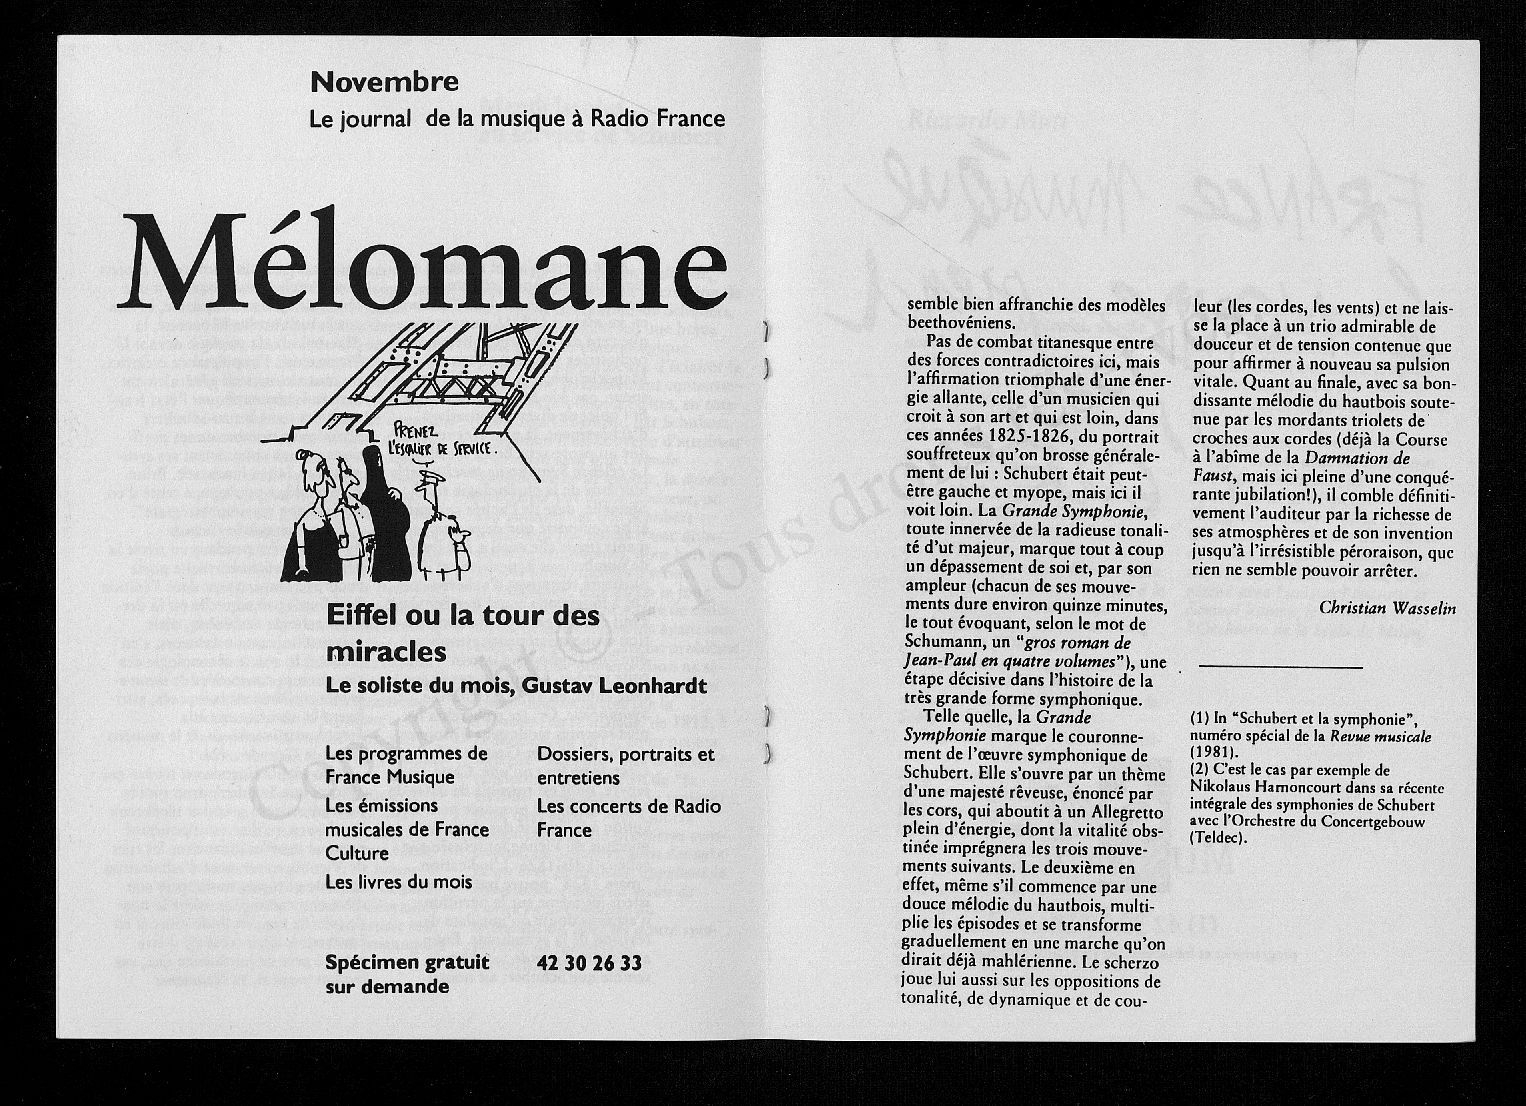 Novembre
Le journal de la musique à Radio France
Mélomane
PRENEZ
L'ESCALIER DE SERVICE.
Eiffel ou la tour des
miracles
Le soliste du mois, Gustav Leonhardt
Les programmes de
France Musique
Les émissions
musicales de France
Culture
Les livres du mois
Dossiers, portraits et
entretiens
Les concerts de Radio
France
Spécimen gratuit
sur demande
42 30 26 33
Copyright © - Tous dro
semble bien affranchie des modèles
beethovéniens.
Pas de combat titanesque entre
des forces contradictoires ici, mais
l'affirmation triomphale d'une éner-
gie allante, celle d'un musicien qui
croit à son art et qui est loin, dans
ces années 1825-1826, du portrait
souffreteux qu'on brosse générale-
ment de lui : Schubert était peut-
être gauche et myope, mais ici il
voit loin. La Grande Symphonie,
toute innervée de la radieuse tonali-
té d'ut majeur, marque tout à coup
un dépassement de soi et, par son
ampleur (chacun de ses mouve-
ments dure environ quinze minutes,
le tout évoquant, selon le mot de
Schumann, un "gros roman de
Jean-Paul en quatre volumes"), une
étape décisive dans l'histoire de la
très grande forme symphonique.
Telle quelle, la Grande
Symphonie marque le couronne-
ment de l'œuvre symphonique de
Schubert. Elle s'ouvre par un thème
d'une majesté rêveuse, énoncé par
les cors, qui aboutit à un Allegretto
plein d'énergie, dont la vitalité obs-
tinée imprégnera les trois mouve-
ments suivants. Le deuxième en
effet, même s'il commence par une
douce mélodie du hautbois, multi-
plie les épisodes et se transforme
graduellement en une marche qu'on
dirait déjà mahlérienne. Le scherzo
joue lui aussi sur les oppositions de
tonalité, de dynamique et de cou-
leur (les cordes, les vents) et ne lais-
se la place à un trio admirable de
douceur et de tension contenue que
pour affirmer à nouveau sa pulsion
vitale. Quant au finale, avec sa bon-
dissante mélodie du hautbois soute-
nue par les mordants triolets de
croches aux cordes (déjà la Course
à l'abîme de la Damnation de
Faust, mais ici pleine d'une conqué-
rante jubilation!), il comble définiti-
vement l'auditeur par la richesse de
ses atmosphères et de son invention
jusqu'à l'irrésistible péroraison, que
rien ne semble pouvoir arrêter.
Christian Wasselin
(1) In "Schubert et la symphonie",
numéro spécial de la Revue musicale
(1981).
(2) C'est le cas par exemple de
Nikolaus Harnoncourt dans sa récente
intégrale des symphonies de Schubert
avec l'Orchestre du Concertgebouw
(Teldec).